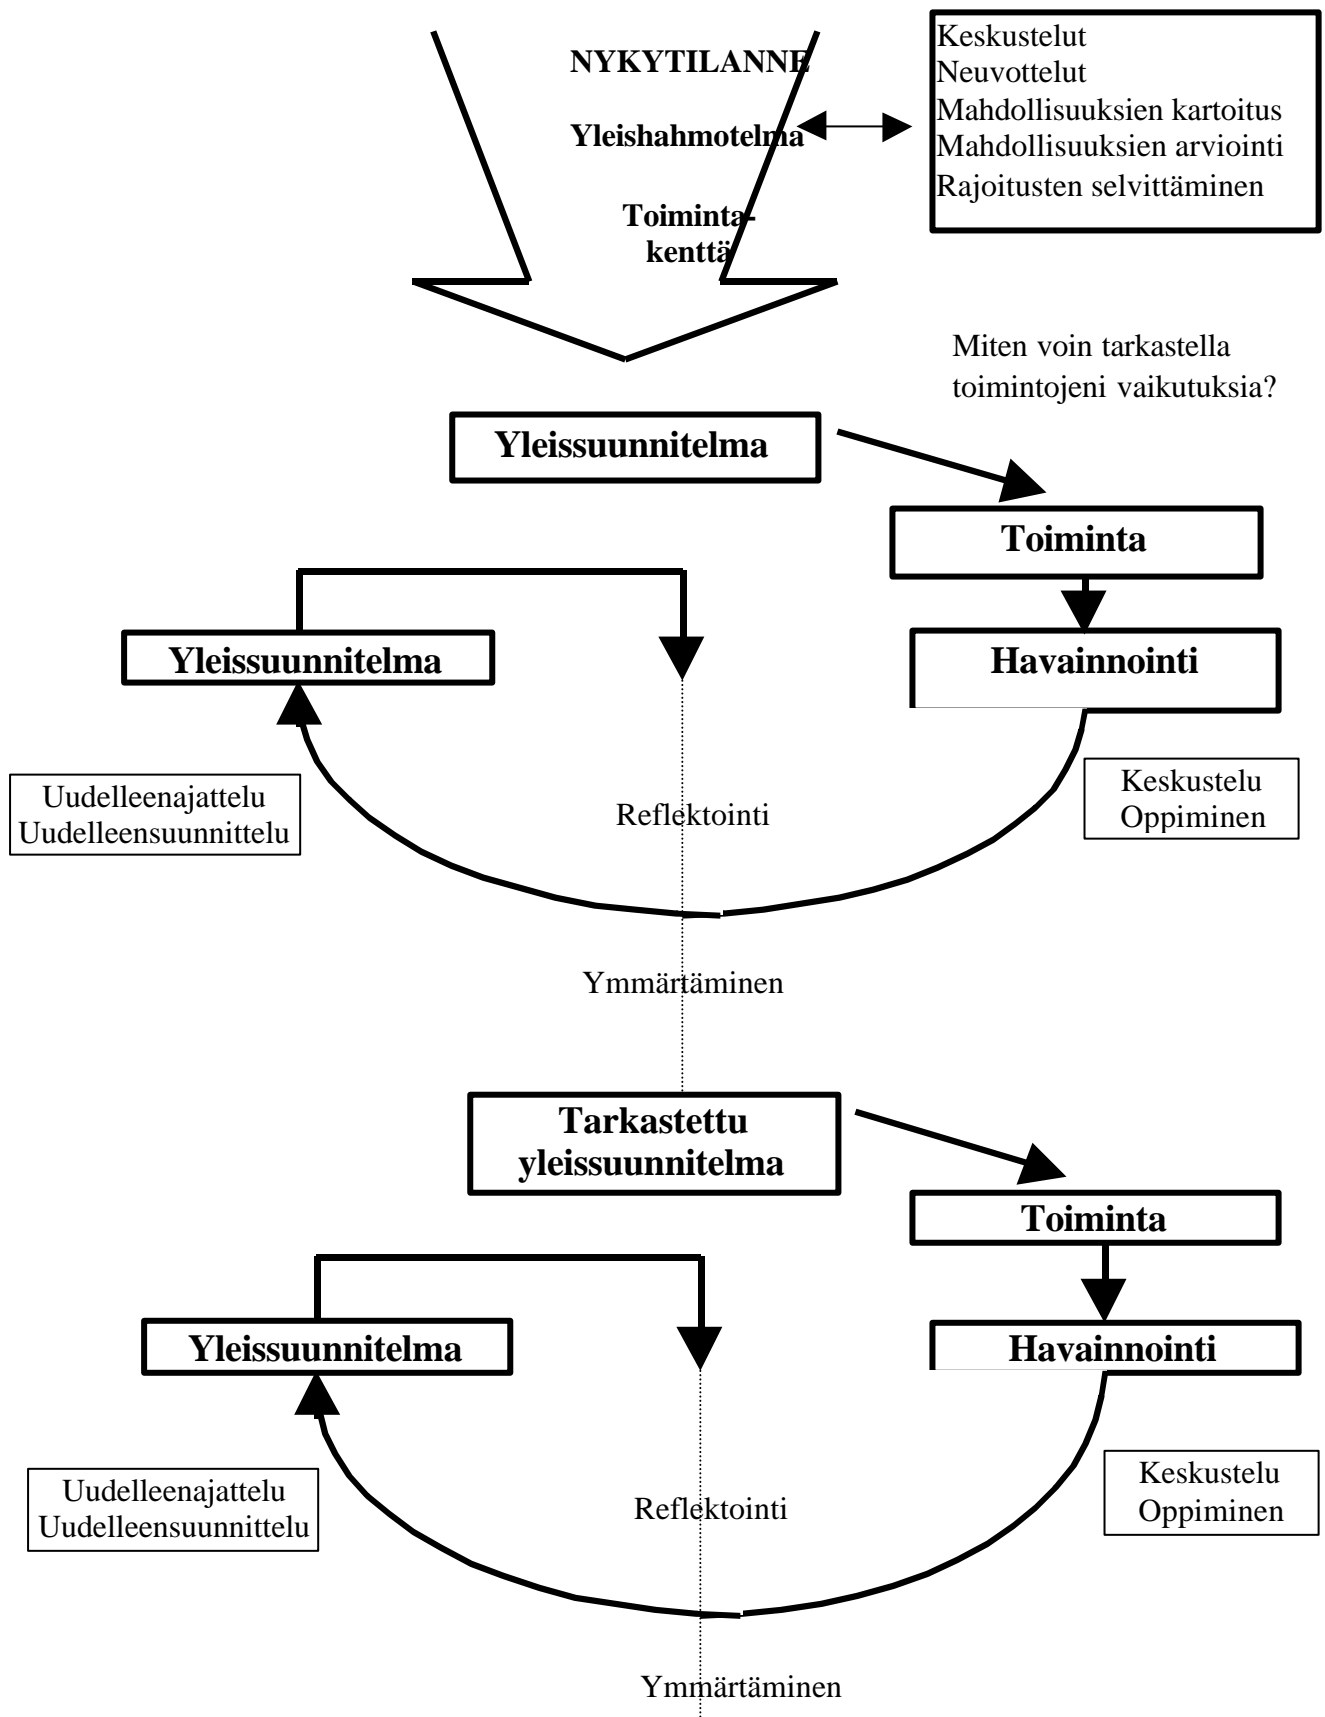 NYKYTILANNE
Yleishahmotelma
Toiminta-
kenttä
Keskustelut
Neuvottelut
Mahdollisuuksien kartoitus
Mahdollisuuksien arviointi
Rajoitusten selvittäminen
Miten voin tarkastella
toimintojeni vaikutuksia?
Yleissuunnitelma
Toiminta
Yleissuunnitelma
Havainnointi
Uudelleenajattelu
Uudelleensuunnittelu
Reflektointi
Keskustelu
Oppiminen
Ymmärtäminen
Tarkastettu
yleissuunnitelma
Toiminta
Yleissuunnitelma
Havainnointi
Uudelleenajattelu
Uudelleensuunnittelu
Reflektointi
Keskustelu
Oppiminen
Ymmärtäminen